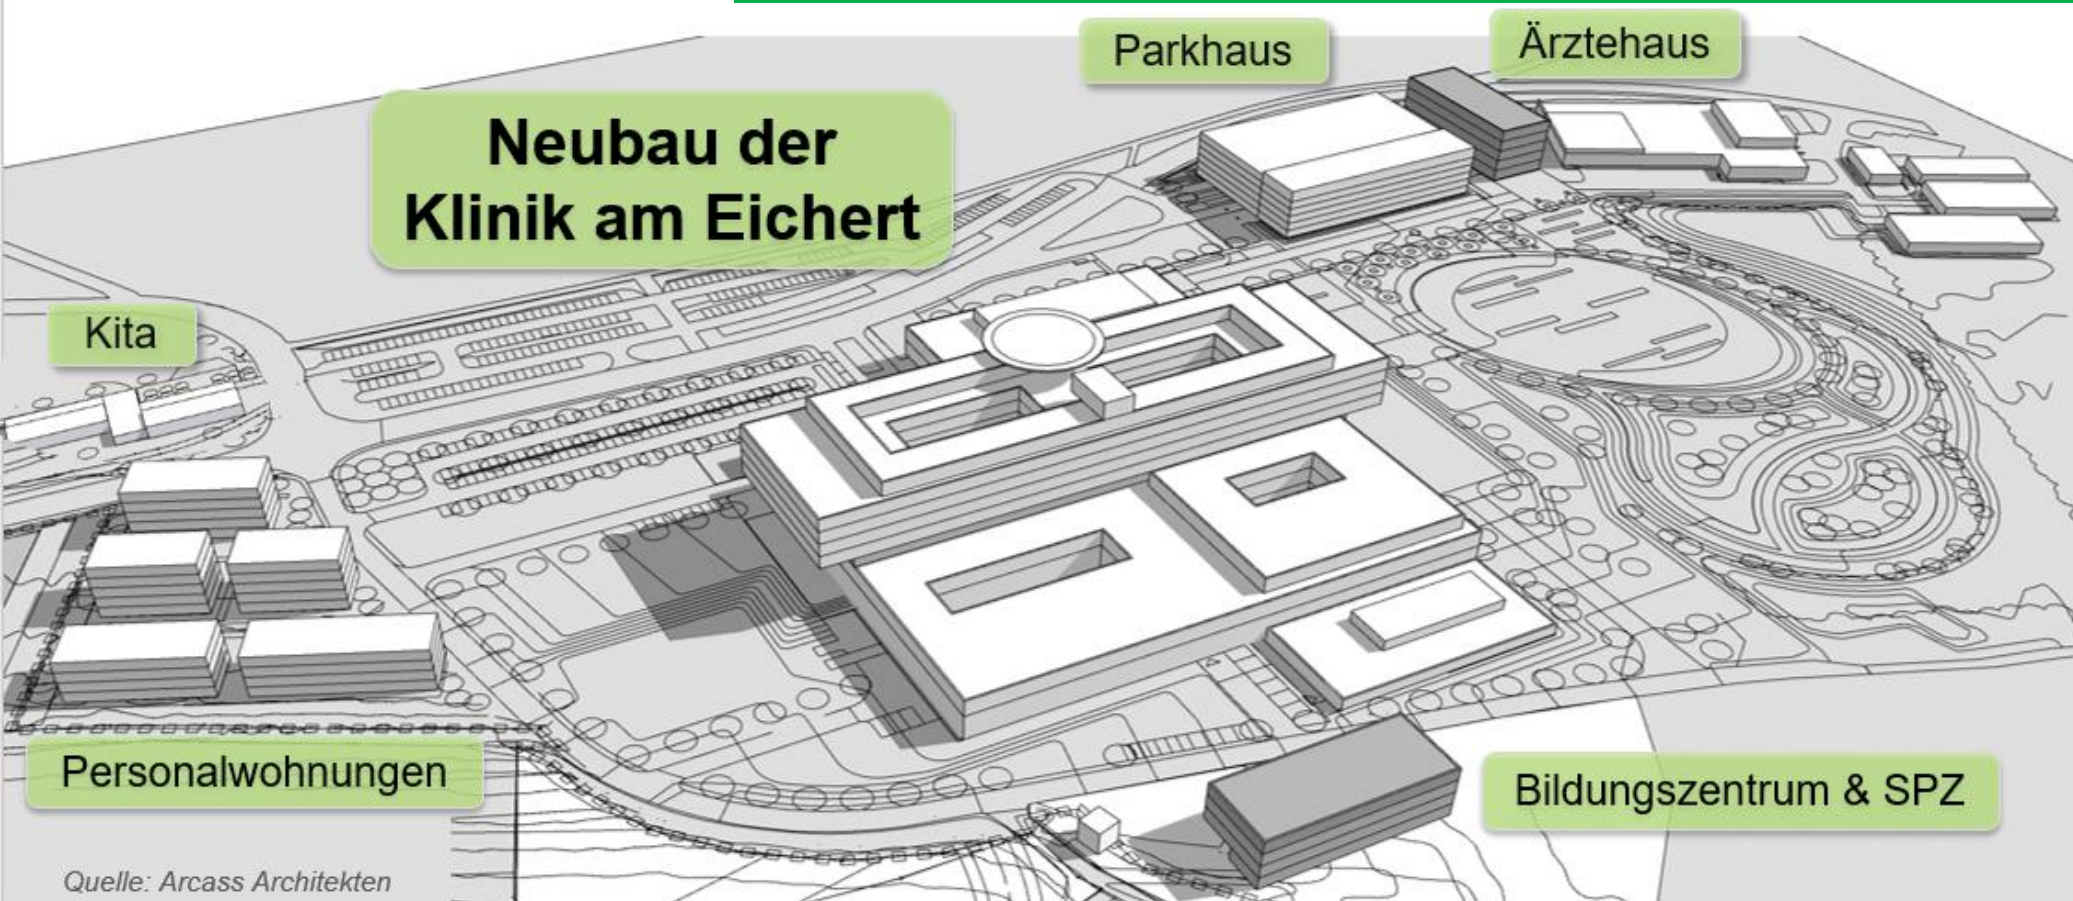 Parkhaus
Ärztehaus
Neubau der
Klinik am Eichert
Kita
Personalwohnungen
Bildungszentrum & SPZ
Quelle: Arcass Architekten